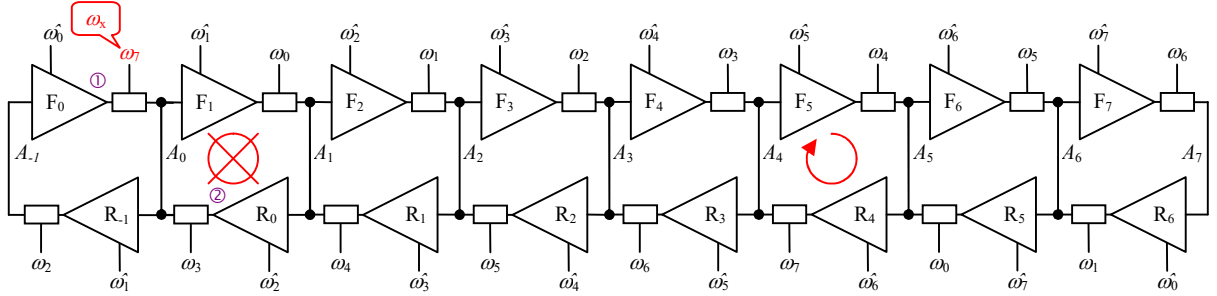 ωₓ
ω̂₀ ω₇ ω̂₁ ω₀ ω̂₂ ω₁ ω̂₃ ω₂ ω̂₄ ω₃ ω̂₅ ω₄ ω̂₆ ω₅ ω̂₇ ω₆
①
F₀ F₁ F₂ F₃ F₄ F₅ F₆ F₇
A₋₁ A₀ A₁ A₂ A₃ A₄ A₅ A₆ A₇
②
R₋₁ R₀ R₁ R₂ R₃ R₄ R₅ R₆
ω₂ ω̂₁ ω₃ ω̂₂ ω₄ ω̂₃ ω₅ ω̂₄ ω₆ ω̂₅ ω₇ ω̂₆ ω₀ ω̂₇ ω₁ ω̂₀